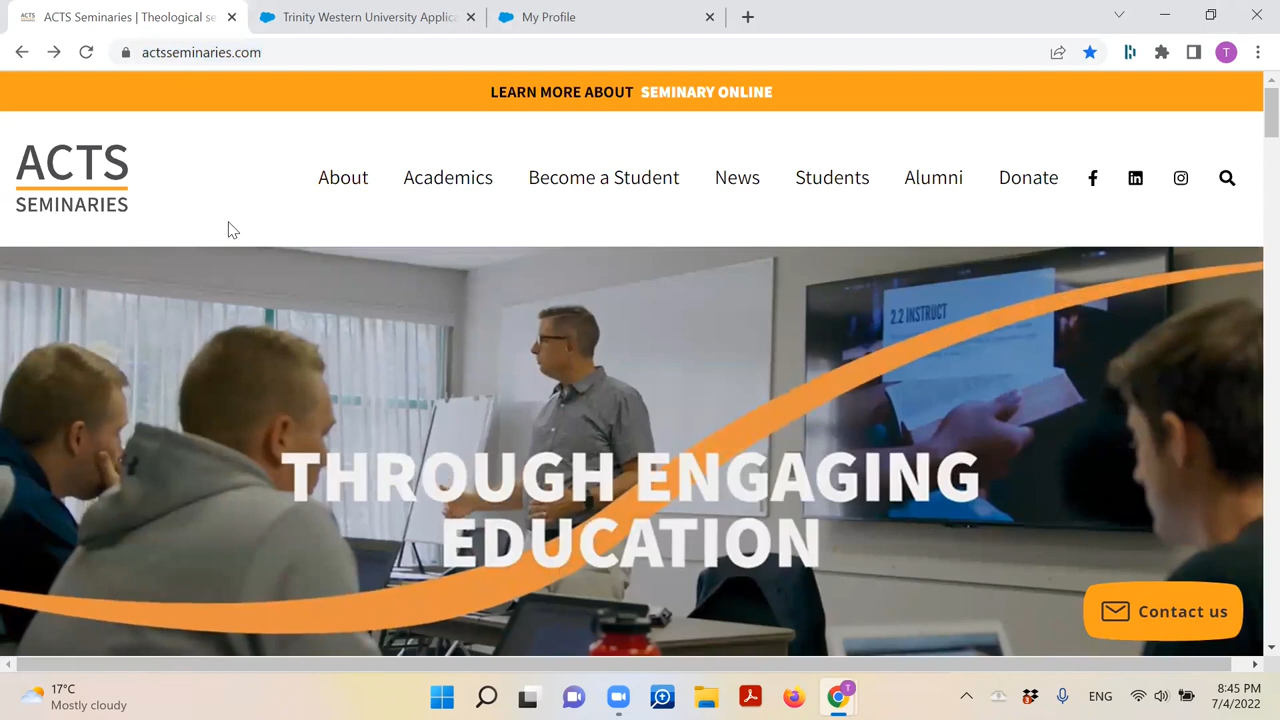 ACTS Seminaries | Theological se
Trinity Western University Applica
My Profile
actsseminaries.com
T
LEARN MORE ABOUT SEMINARY ONLINE
ACTS
SEMINARIES
About
Academics
Become a Student
News
Students
Alumni
Donate
2.2 INSTRUCT
THROUGH ENGAGING
EDUCATION
Contact us
17°C
Mostly cloudy
T
ENG
8:45 PM
7/4/2022